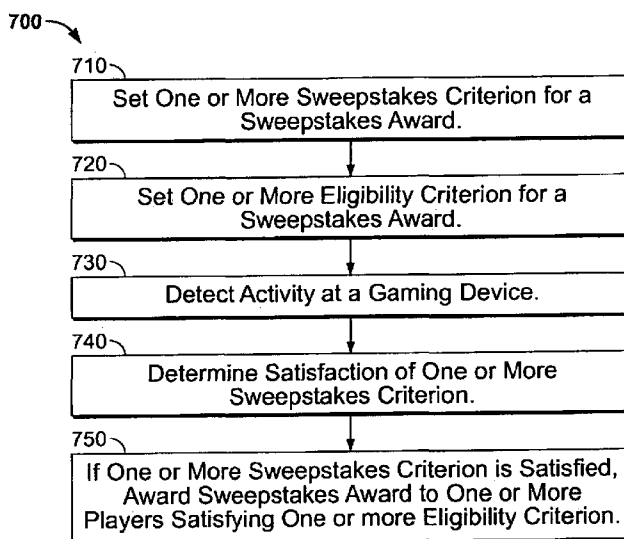 700
710
Set One or More Sweepstakes Criterion for a
Sweepstakes Award.
720
Set One or More Eligibility Criterion for a
Sweepstakes Award.
730
Detect Activity at a Gaming Device.
740
Determine Satisfaction of One or More
Sweepstakes Criterion.
750
If One or More Sweepstakes Criterion is Satisfied,
Award Sweepstakes Award to One or More
Players Satisfying One or more Eligibility Criterion.